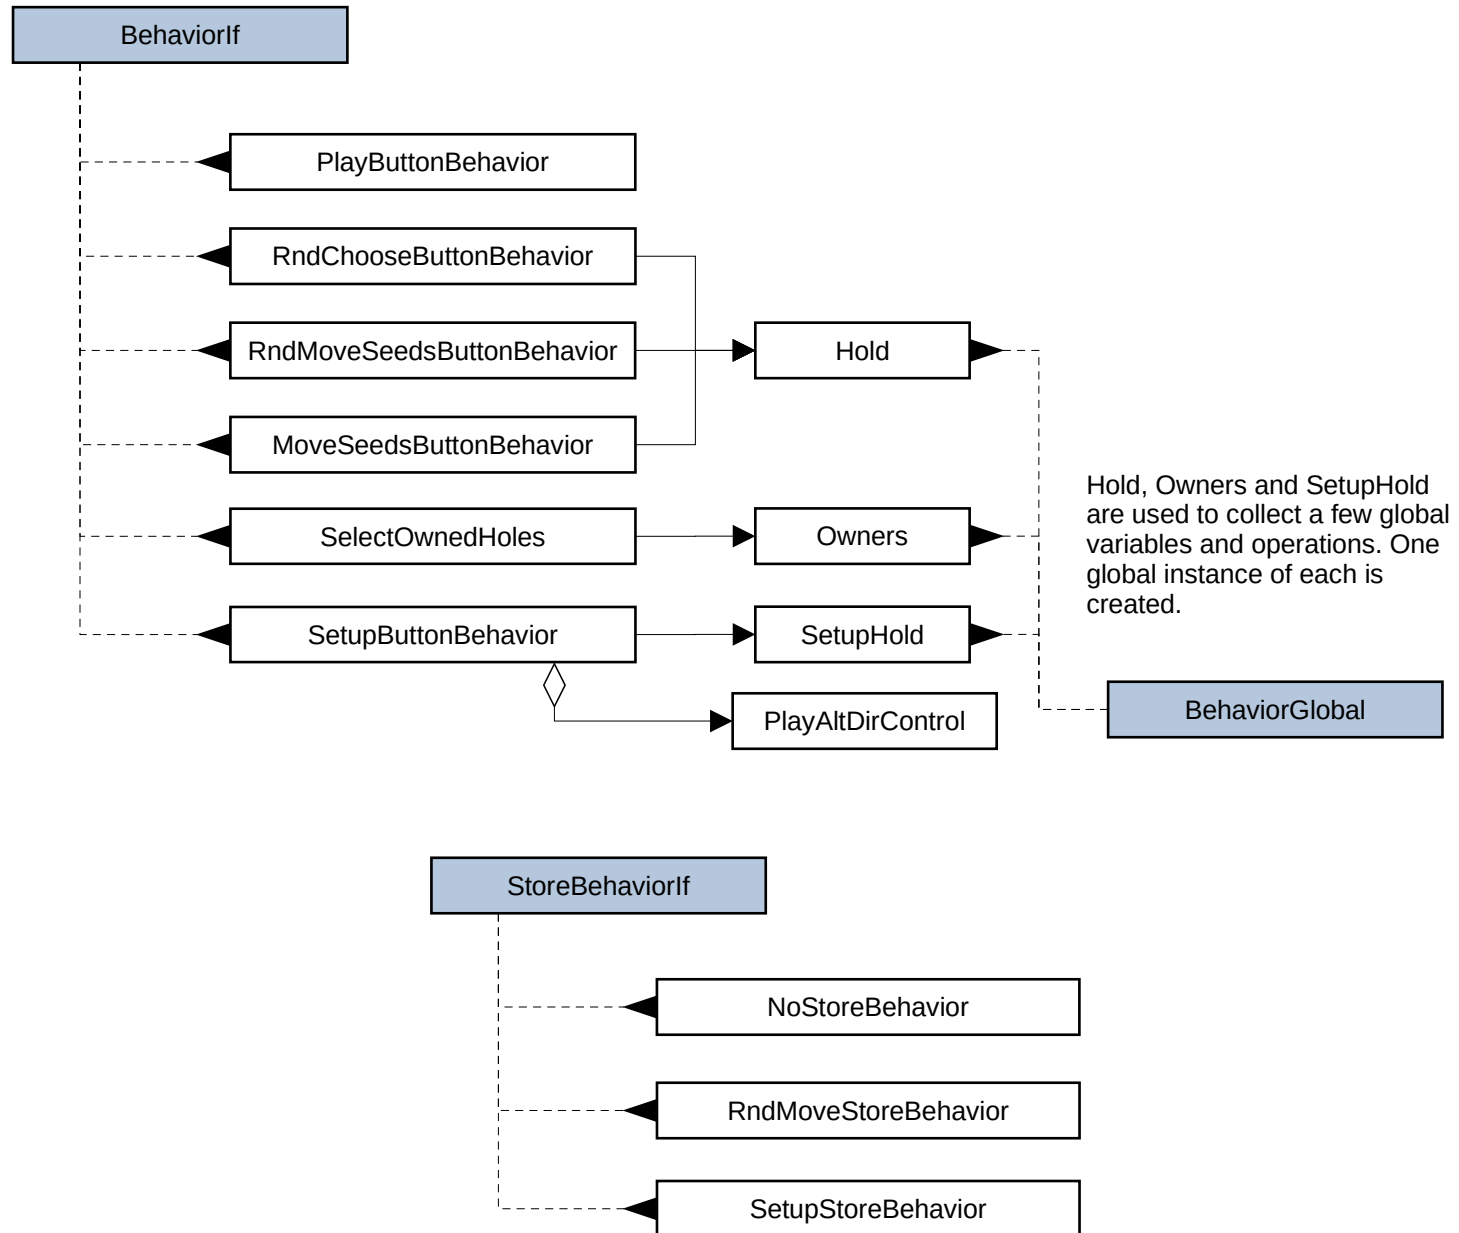 BehaviorIf
PlayButtonBehavior
RndChooseButtonBehavior
RndMoveSeedsButtonBehavior
Hold
MoveSeedsButtonBehavior
Hold, Owners and SetupHold
are used to collect a few global
variables and operations. One
global instance of each is
created.
SelectOwnedHoles
Owners
SetupButtonBehavior
SetupHold
PlayAltDirControl
BehaviorGlobal
StoreBehaviorIf
NoStoreBehavior
RndMoveStoreBehavior
SetupStoreBehavior